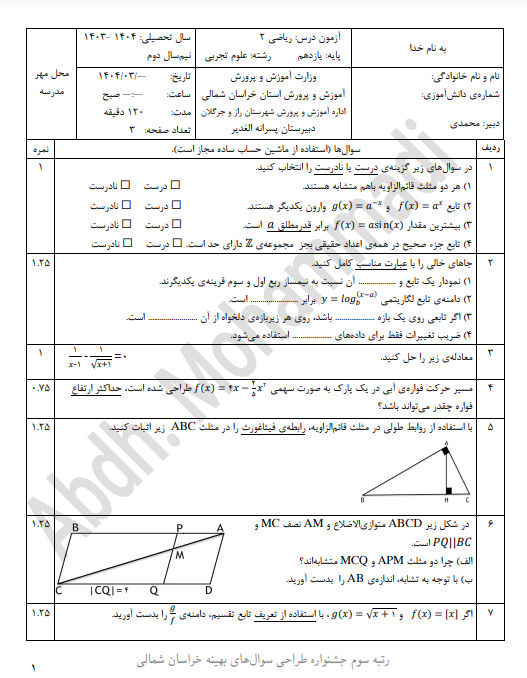 به نام خدا
آزمون درس: ریاضی ۲
سال تحصیلی: ۱۴۰۴ -۱۴۰۳
پایه: یازدهم رشته: علوم تجربی
نیم‌سال دوم
نام و نام خانوادگی:
شماره‌ی دانش‌آموزی:
دبیر: محمدی
وزارت آموزش و پرورش
آموزش و پرورش استان خراسان شمالی
اداره آموزش و پرورش شهرستان راز و جرگلان
دبیرستان پسرانه الغدیر
تاریخ: --/۱۴۰۴/۰۳
ساعت: --:-- صبح
مدت: ۱۲۰ دقیقه
تعداد صفحه: ۳
محل مهر
مدرسه
ردیف سوال‌ها (استفاده از ماشین حساب ساده مجاز است). نمره
۱ در سوال‌های زیر گزینه‌ی درست یا نادرست را انتخاب کنید. ۱
۱) هر دو مثلث قائم‌الزاویه باهم متشابه هستند. □ درست □ نادرست
۲) تابع f(x) = aˣ و g(x) = a⁻ˣ وارون یکدیگر هستند. □ درست □ نادرست
۳) بیشترین مقدار f(x) = asin(x) برابر قدرمطلق a است. □ درست □ نادرست
۴) تابع جزء صحیح در همه‌ی اعداد حقیقی بجز مجموعه‌ی ℤ دارای حد است. □ درست □ نادرست
۲ جاهای خالی را با عبارت مناسب کامل کنید. ۱.۲۵
۱) نمودار یک تابع و ................ آن نسبت به نیمساز ربع اول و سوم قرینه‌ی یکدیگرند.
۲) دامنه‌ی تابع لگاریتمی y = log_b^(x−a) برابر .................... است.
۳) اگر تابعی روی یک بازه ................ باشد، روی هر زیربازه‌ی دلخواه از آن .................... است.
۴) ضریب تغییرات فقط برای داده‌های ................ استفاده می‌شود.
۳ معادله‌ی زیر را حل کنید. 1/(x-1) - 1/√(x+1) = ۰ ۱
۴ مسیر حرکت فواره‌ی آبی در یک پارک به صورت سهمی f(x) = ۴x − ۲/۵ x² طراحی شده است، حداکثر ارتفاع ۰.۷۵
فواره چقدر می‌تواند باشد؟
۵ با استفاده از روابط طولی در مثلث قائم‌الزاویه، رابطه‌ی فیثاغورث را در مثلث ABC زیر اثبات کنید. ۱.۲۵
A
B H C
۶ در شکل زیر ABCD متوازی‌الاضلاع و AM نصف MC و ۱.۲۵
PQ||BC است.
الف) چرا دو مثلث APM و MCQ متشابه‌اند؟
ب) با توجه به تشابه، اندازه‌ی AB را بدست آورید.
B P A
M
C |CQ|=۴ Q D
۷ اگر f(x) = [x] و g(x) = √(x+۱)، با استفاده از تعریف تابع تقسیم، دامنه‌ی g/f را بدست آورید. ۱.۲۵
رتبه سوم جشنواره طراحی سوال‌های بهینه خراسان شمالی
۱
Abdh. Mohammadi